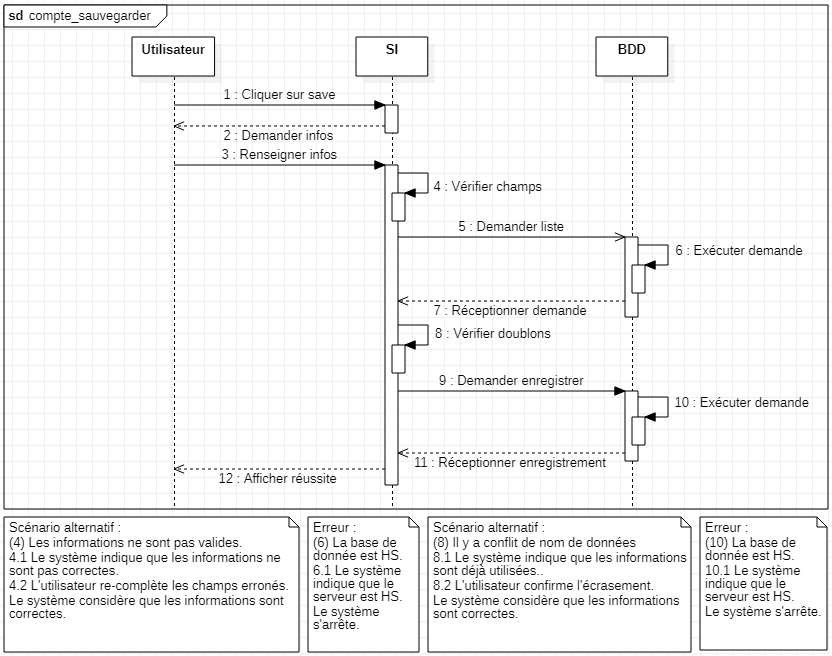 sd compte_sauvegarder
Utilisateur
SI
BDD
1 : Cliquer sur save
2 : Demander infos
3 : Renseigner infos
4 : Vérifier champs
5 : Demander liste
6 : Exécuter demande
7 : Réceptionner demande
8 : Vérifier doublons
9 : Demander enregistrer
10 : Exécuter demande
11 : Réceptionner enregistrement
12 : Afficher réussite
Scénario alternatif :
(4) Les informations ne sont pas valides.
4.1 Le système indique que les informations ne
sont pas correctes.
4.2 L'utilisateur re-complète les champs erronés.
Le système considère que les informations sont
correctes.
Erreur :
(6) La base de
donnée est HS.
6.1 Le système
indique que le
serveur est HS.
Le système
s'arrête.
Scénario alternatif :
(8) Il y a conflit de nom de données
8.1 Le système indique que les informations
sont déjà utilisées..
8.2 L'utilisateur confirme l'écrasement.
Le système considère que les informations
sont correctes.
Erreur :
(10) La base de
donnée est HS.
10.1 Le système
indique que le
serveur est HS.
Le système s'arrête.